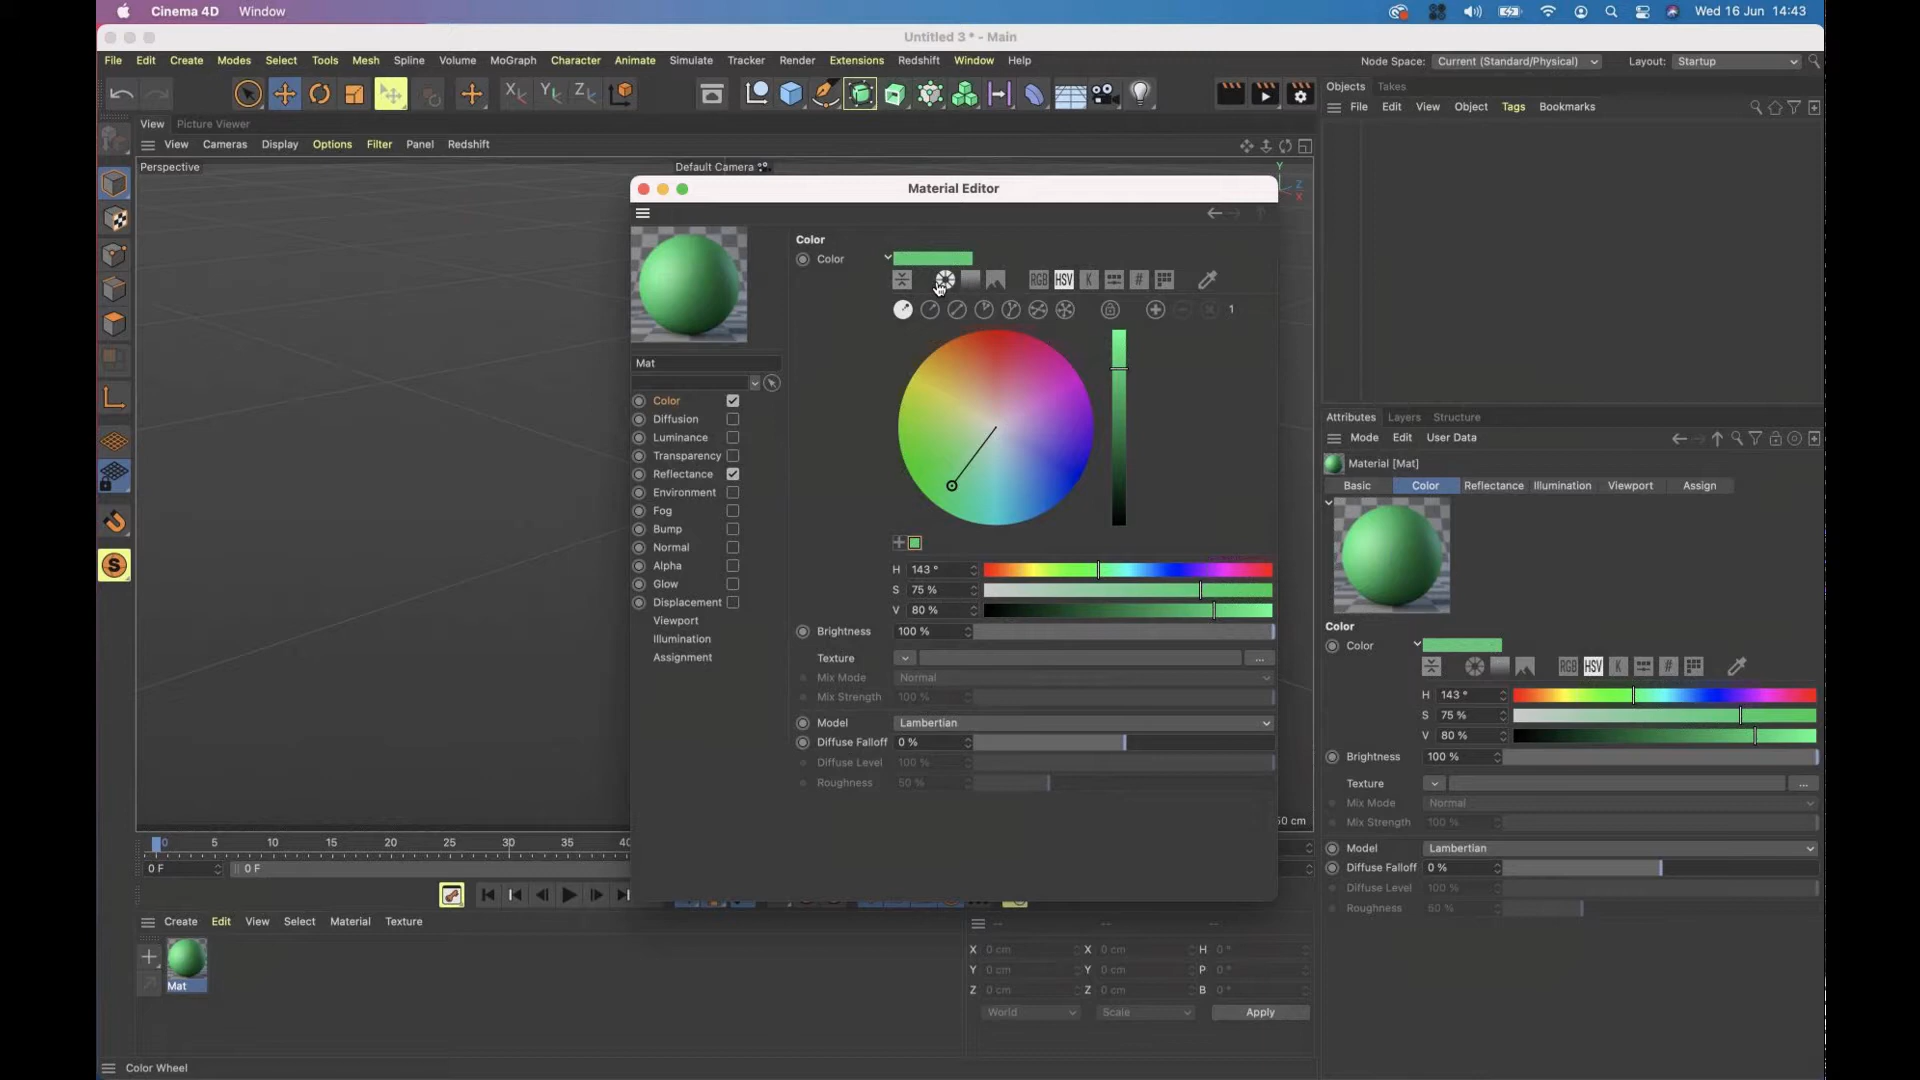 Cinema 4D Window Wed 16 Jun 14:43
Untitled 3 * - Main
File Edit Create Modes Select Tools Mesh Spline Volume MoGraph Character Animate Simulate Tracker Render Extensions Redshift Window Help Node Space: Current (Standard/Physical) Layout: Startup
Objects Takes
File Edit View Object Tags Bookmarks
View Picture Viewer
View Cameras Display Options Filter Panel Redshift
Perspective Default Camera
Y
Z
X
Material Editor
Color
Color
RGB HSV K #
1
Mat
Color
Diffusion
Luminance
Transparency
Reflectance
Environment
Fog
Bump
Normal
Alpha
Glow
Displacement
Viewport
Illumination
Assignment
H 143 °
S 75 %
V 80 %
Brightness 100 %
Texture ...
Mix Mode Normal
Mix Strength 100 %
Model Lambertian
Diffuse Falloff 0 %
Diffuse Level 100 %
Roughness 50 %
Attributes Layers Structure
Mode Edit User Data
Material [Mat]
Basic Color Reflectance Illumination Viewport Assign
Color
Color
RGB HSV K #
H 143 °
S 75 %
V 80 %
Brightness 100 %
Texture ...
Mix Mode Normal
Mix Strength 100 %
Model Lambertian
Diffuse Falloff 0 %
Diffuse Level 100 %
Roughness 50 %
0 5 10 15 20 25 30 35 40
0 F 0 F
Create Edit View Select Material Texture
Mat
-- -- --
X 0 cm X 0 cm H 0 °
Y 0 cm Y 0 cm P 0 °
Z 0 cm Z 0 cm B 0 °
World Scale Apply
Color Wheel